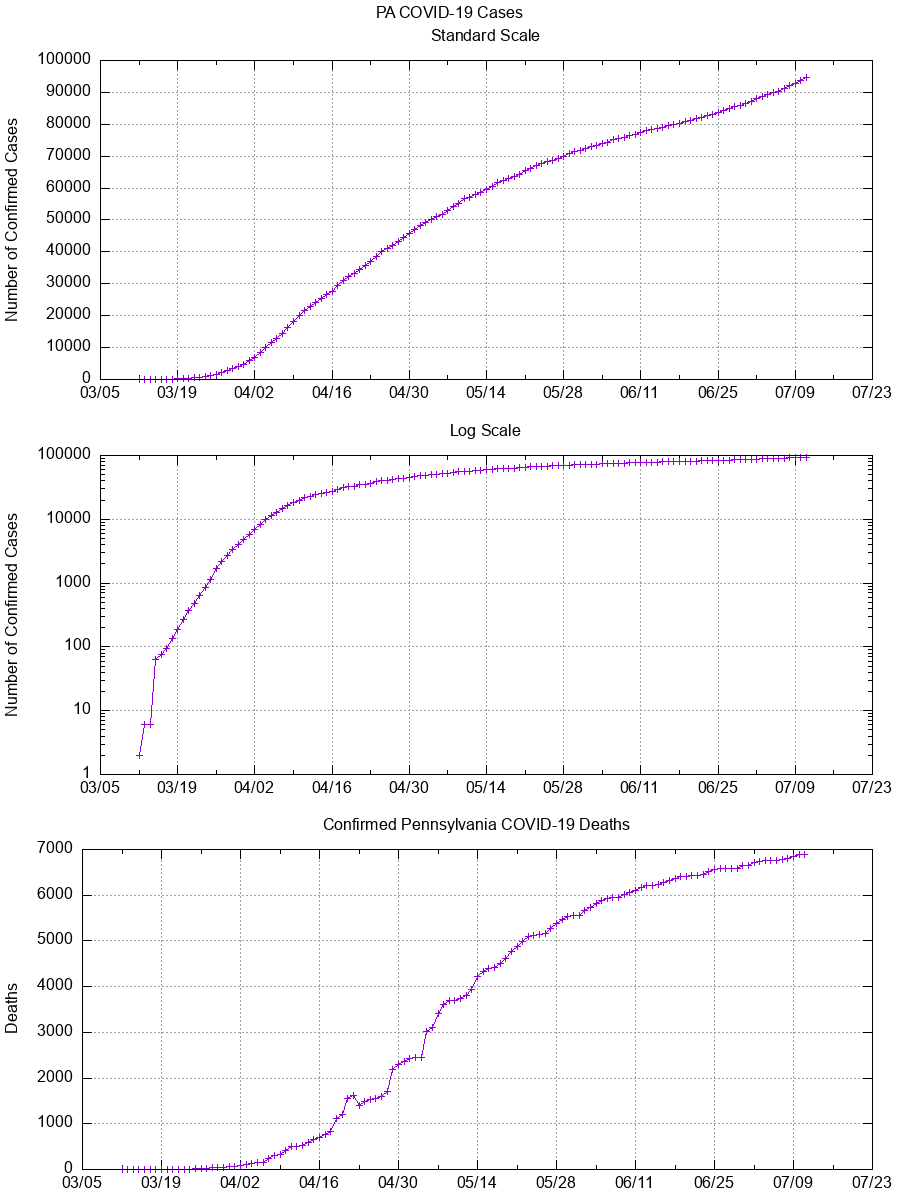 PA COVID-19 Cases
Standard Scale
100000
90000
80000
70000
60000
50000
40000
30000
20000
10000
0
Number of Confirmed Cases
03/05 03/19 04/02 04/16 04/30 05/14 05/28 06/11 06/25 07/09 07/23
Log Scale
100000
10000
1000
100
10
1
Number of Confirmed Cases
03/05 03/19 04/02 04/16 04/30 05/14 05/28 06/11 06/25 07/09 07/23
Confirmed Pennsylvania COVID-19 Deaths
7000
6000
5000
4000
3000
2000
1000
0
Deaths
03/05 03/19 04/02 04/16 04/30 05/14 05/28 06/11 06/25 07/09 07/23